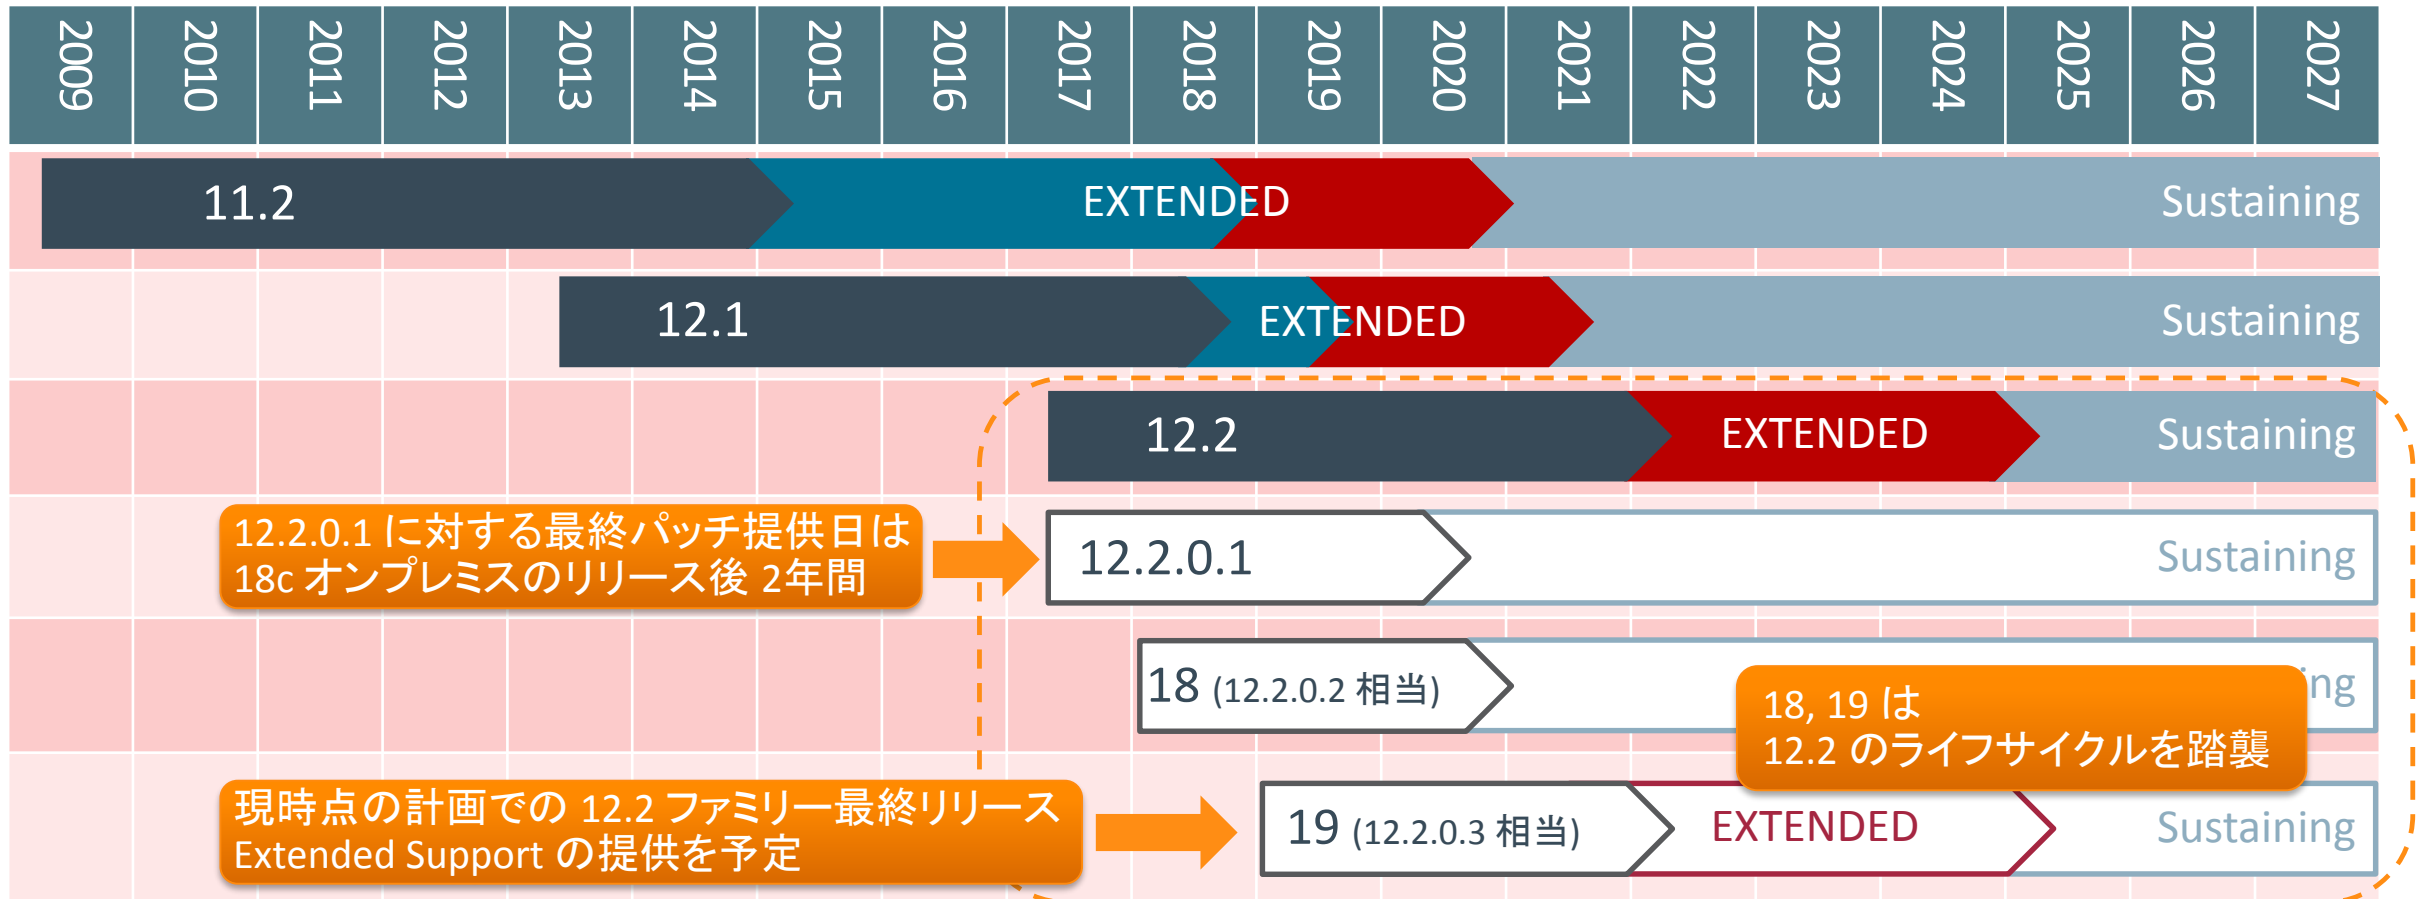 2009 2010 2011 2012 2013 2014 2015 2016 2017 2018 2019 2020 2021 2022 2023 2024 2025 2026 2027
11.2 EXTENDED Sustaining
12.1 EXTENDED Sustaining
12.2 EXTENDED Sustaining
12.2.0.1 に対する最終パッチ提供日は
18c オンプレミスのリリース後 2年間
12.2.0.1 Sustaining
18 (12.2.0.2 相当) ng
18, 19 は
12.2 のライフサイクルを踏襲
現時点の計画での 12.2 ファミリー最終リリース
Extended Support の提供を予定
19 (12.2.0.3 相当) EXTENDED Sustaining